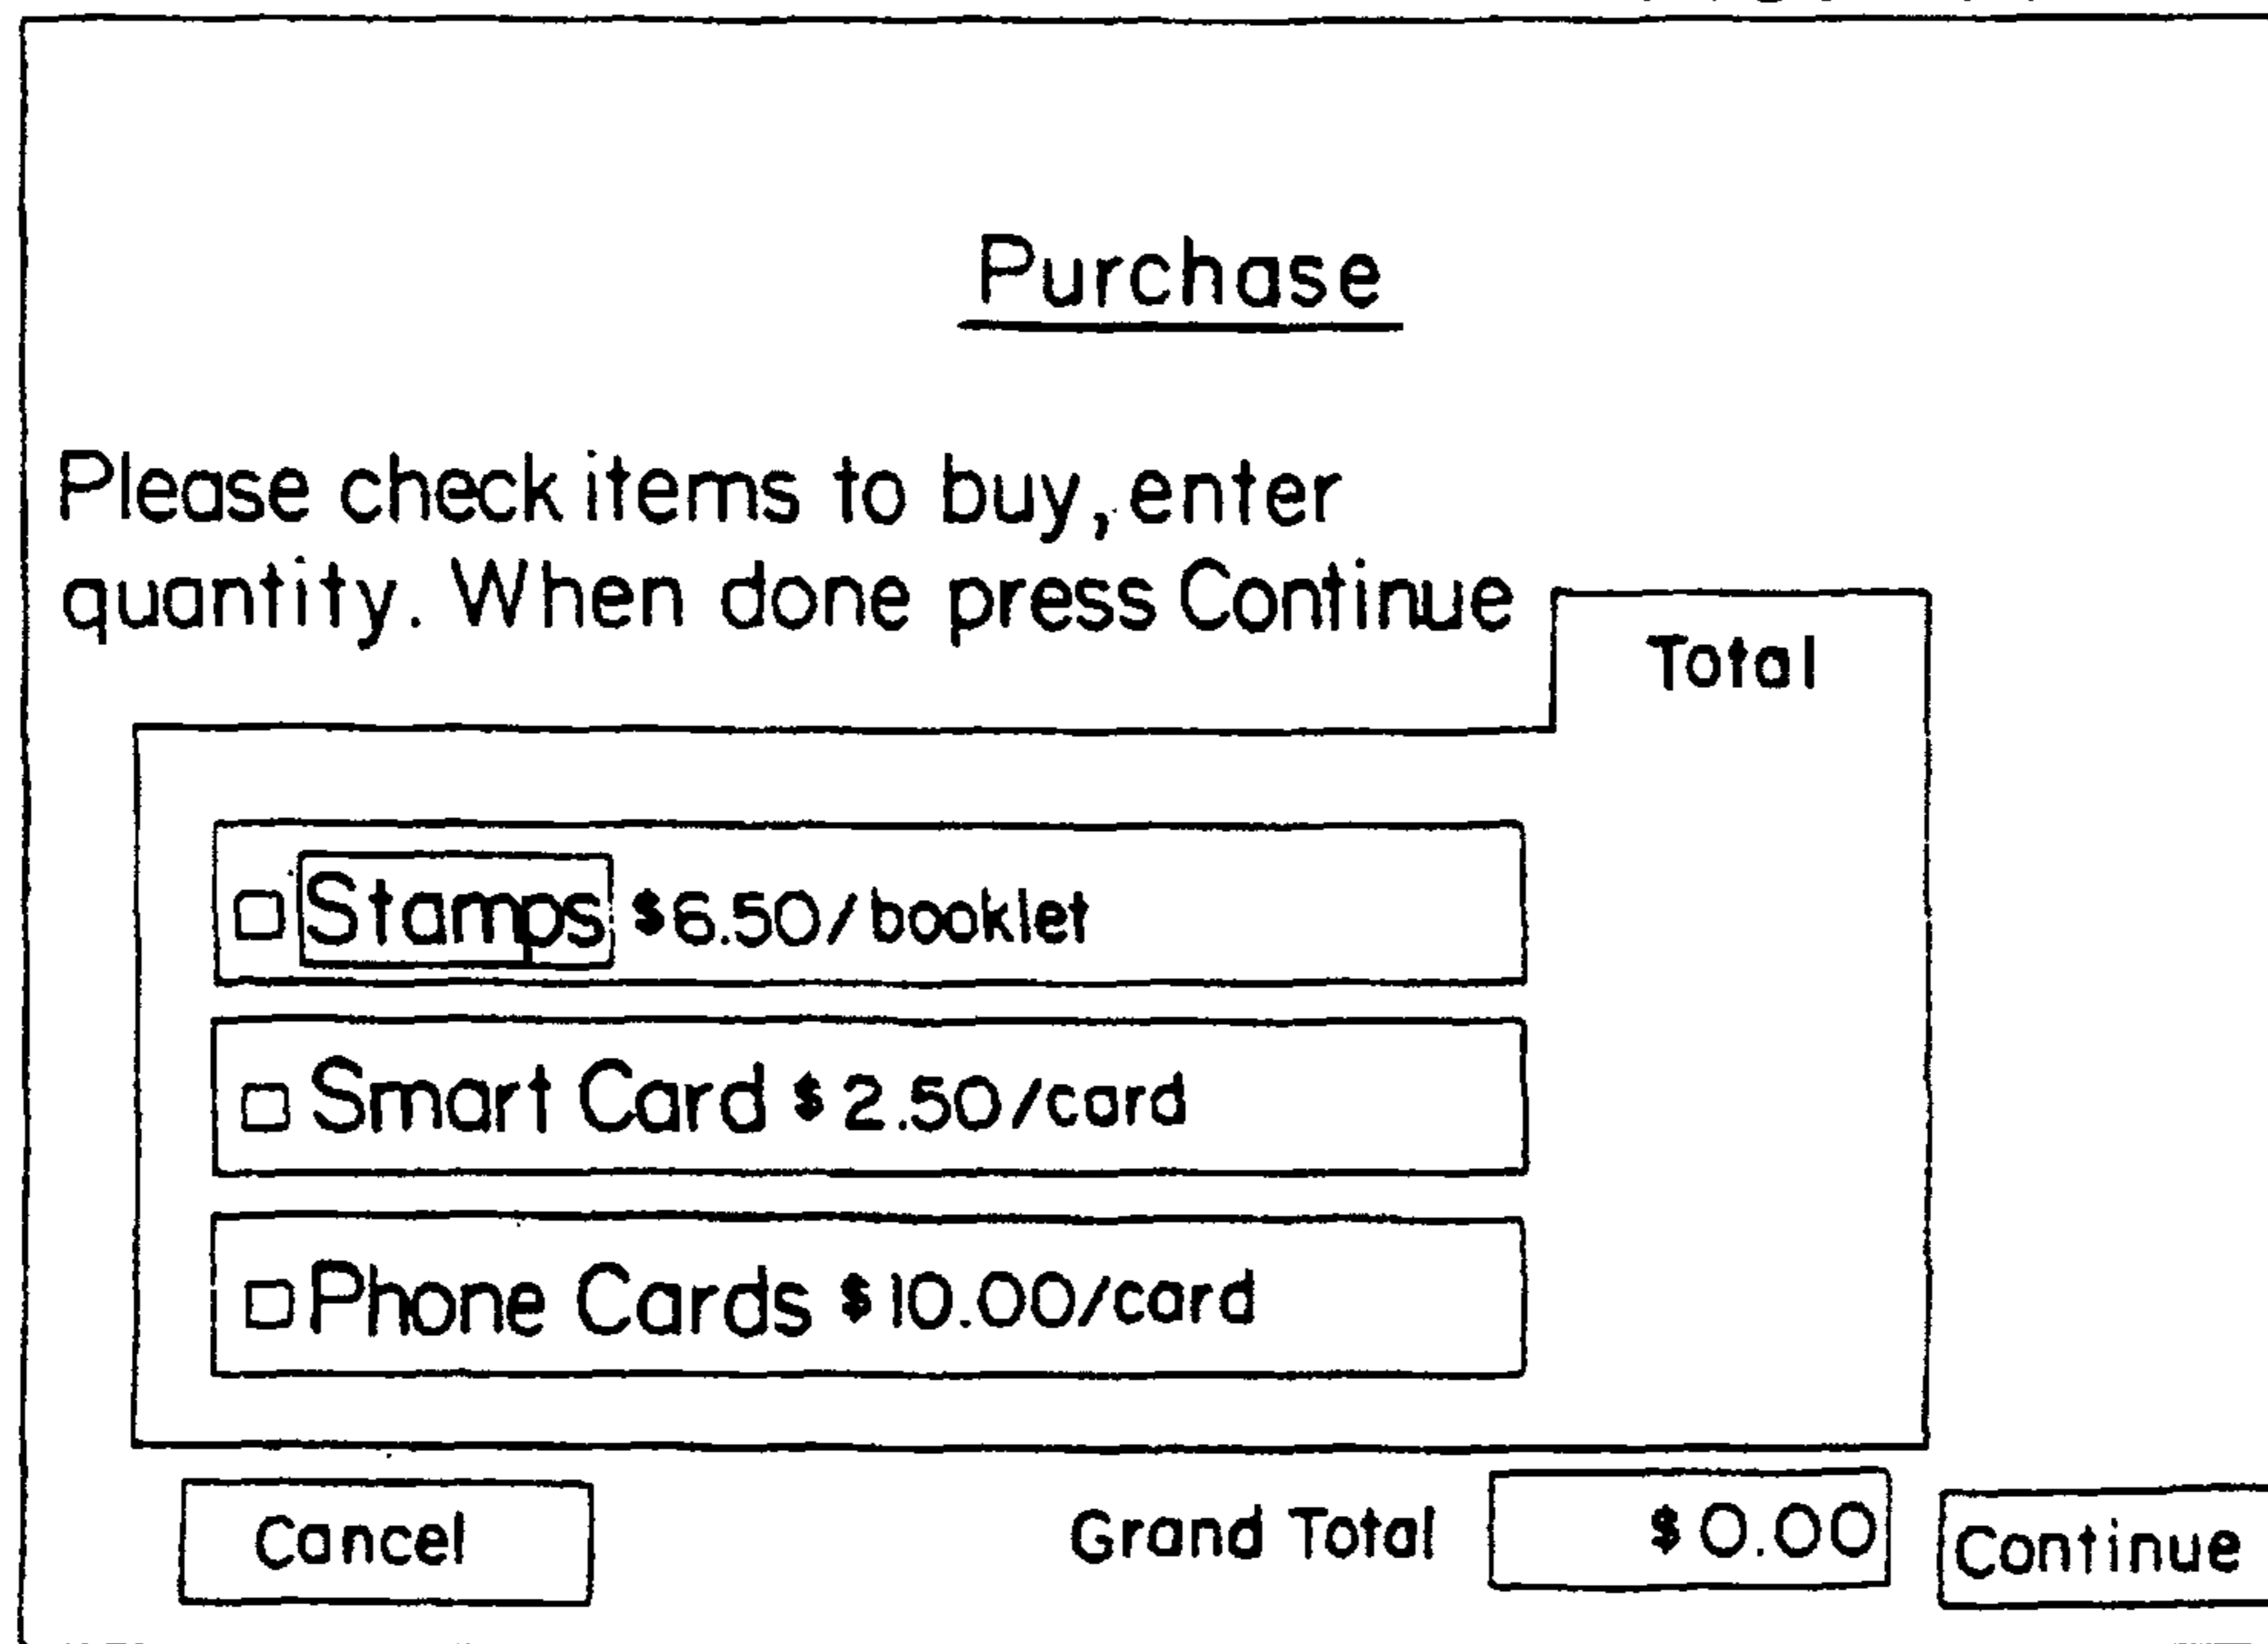 Purchase
Please check items to buy, enter
quantity. When done press Continue
Total
Stamps $6.50/booklet
Smart Card $2.50/card
Phone Cards $10.00/card
Cancel
Grand Total $0.00
Continue